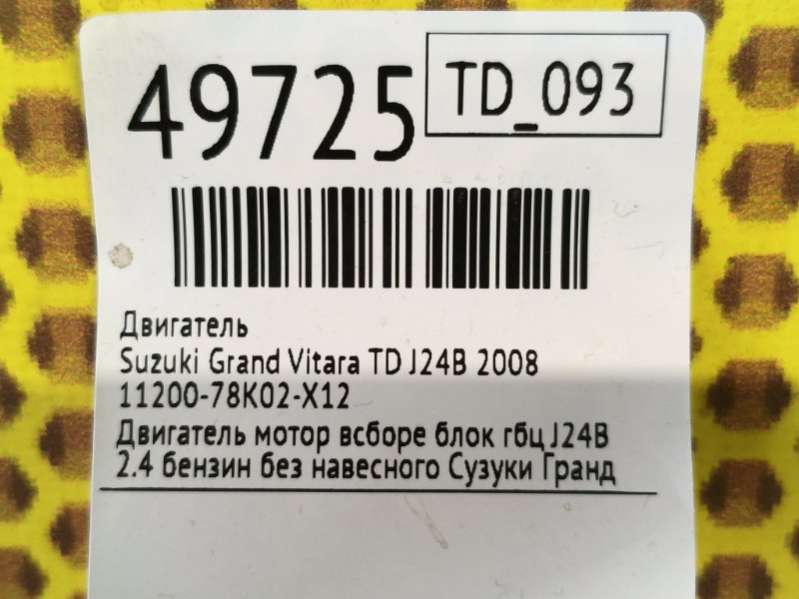 49725
TD_093
Двигатель
Suzuki Grand Vitara TD J24B 2008
11200-78K02-X12
Двигатель мотор всборе блок гбц J24B
2.4 бензин без навесного Сузуки Гранд